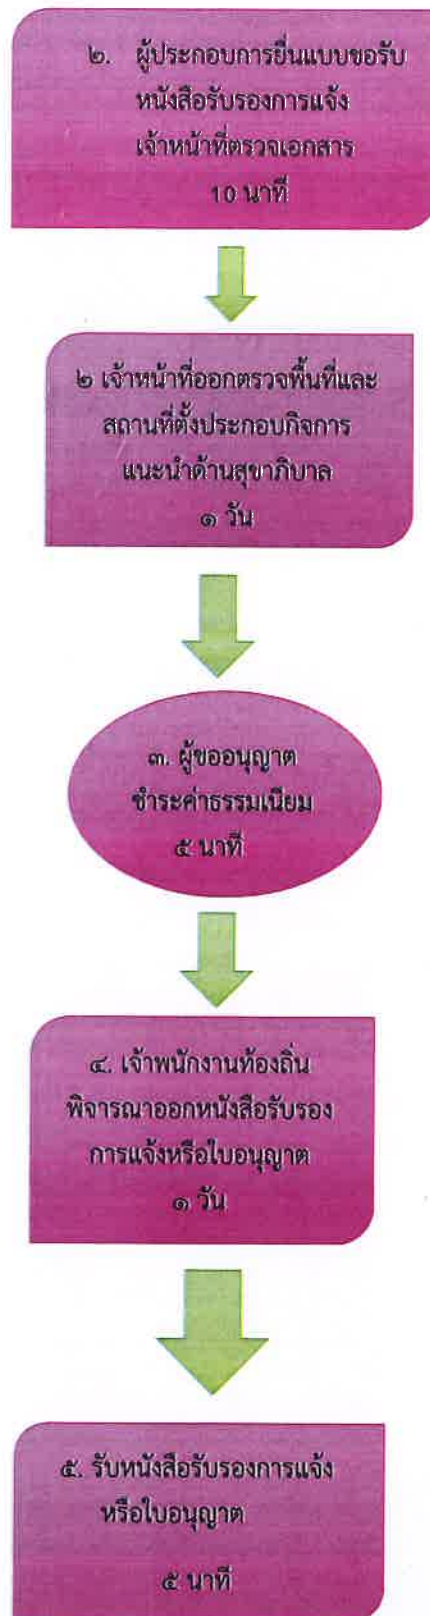 ๒. ผู้ประกอบการยื่นแบบขอรับ
หนังสือรับรองการแจ้ง
เจ้าหน้าที่ตรวจเอกสาร
10 นาที
๒ เจ้าหน้าที่ออกตรวจพื้นที่และ
สถานที่ตั้งประกอบกิจการ
แนะนำด้านสุขาภิบาล
๑ วัน
๓. ผู้ขออนุญาต
ชำระค่าธรรมเนียม
๕ นาที
๔. เจ้าพนักงานท้องถิ่น
พิจารณาออกหนังสือรับรอง
การแจ้งหรือใบอนุญาต
๑ วัน
๕. รับหนังสือรับรองการแจ้ง
หรือใบอนุญาต
๕ นาที